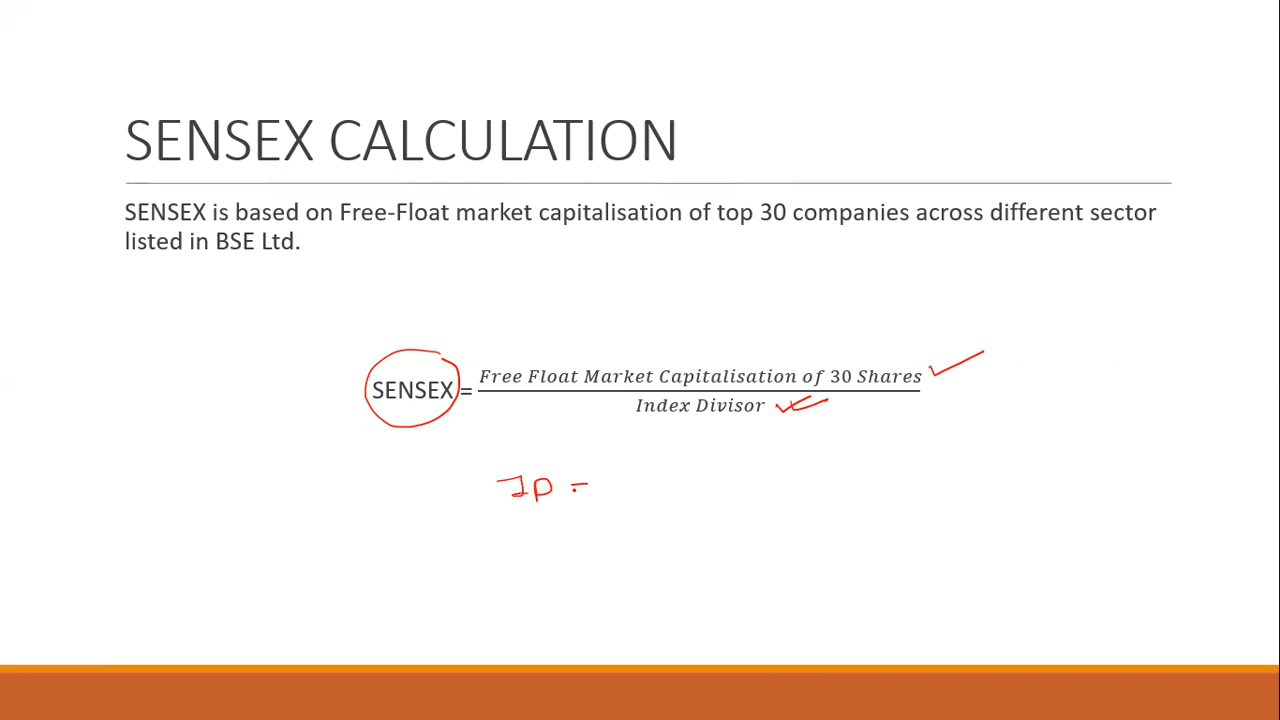 SENSEX CALCULATION
SENSEX is based on Free-Float market capitalisation of top 30 companies across different sector
listed in BSE Ltd.
SENSEX = Free Float Market Capitalisation of 30 Shares
Index Divisor
ID =